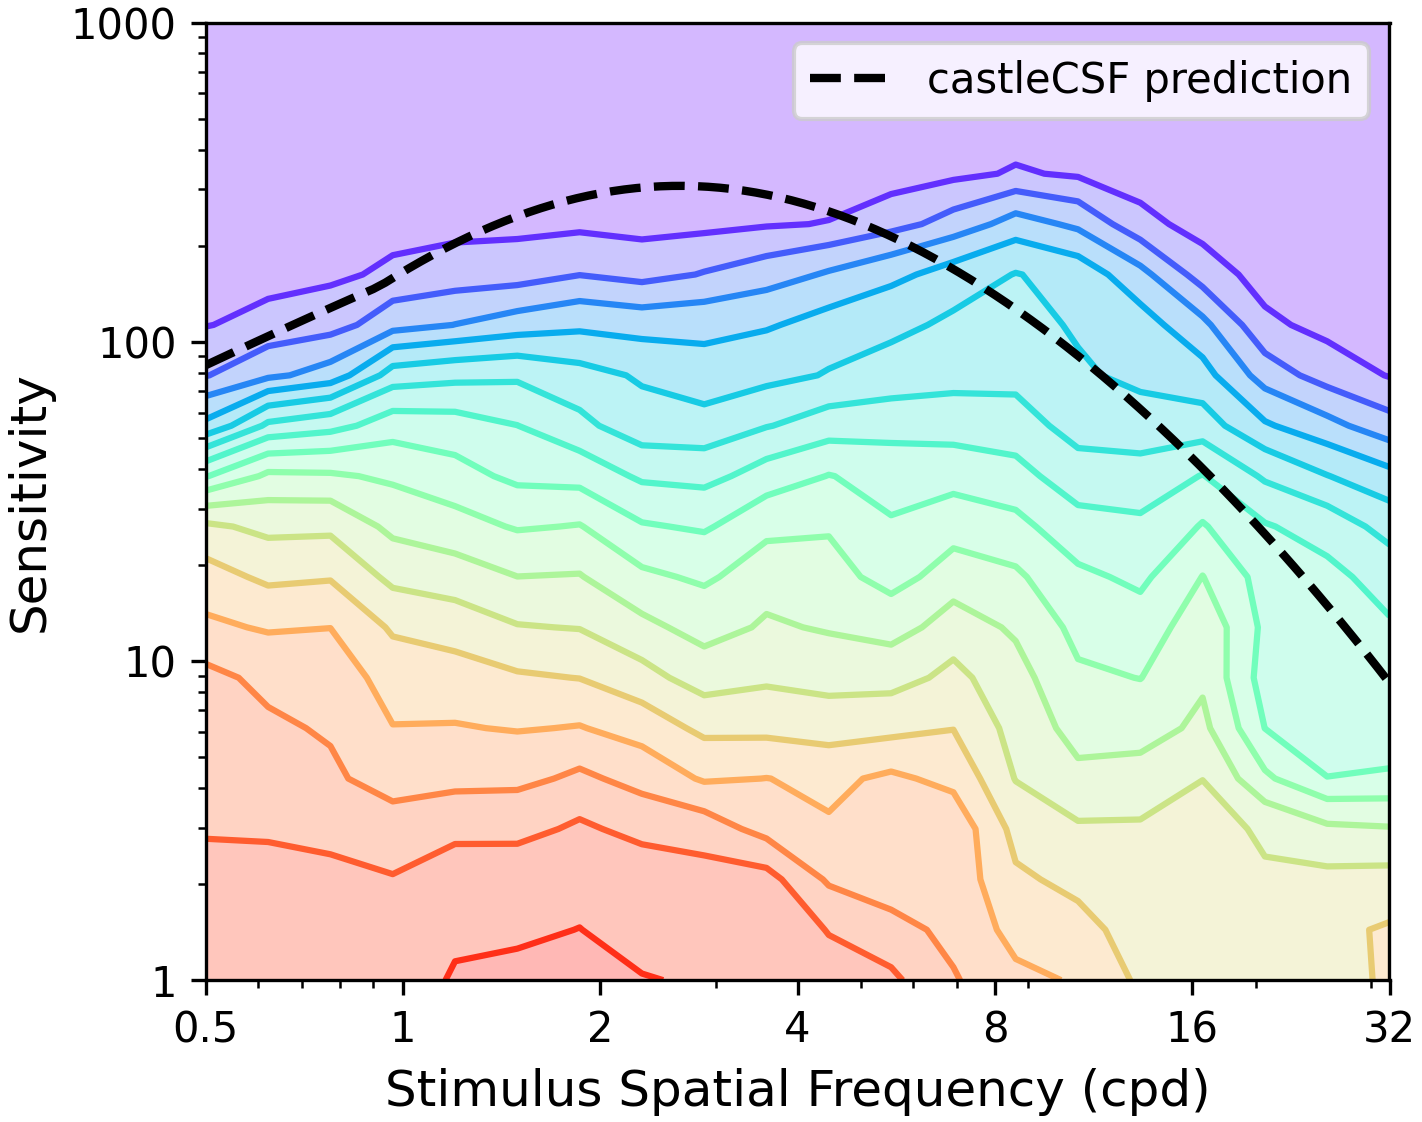 1000
100
10
1
Sensitivity
castleCSF prediction
0.5 1 2 4 8 16 32
Stimulus Spatial Frequency (cpd)